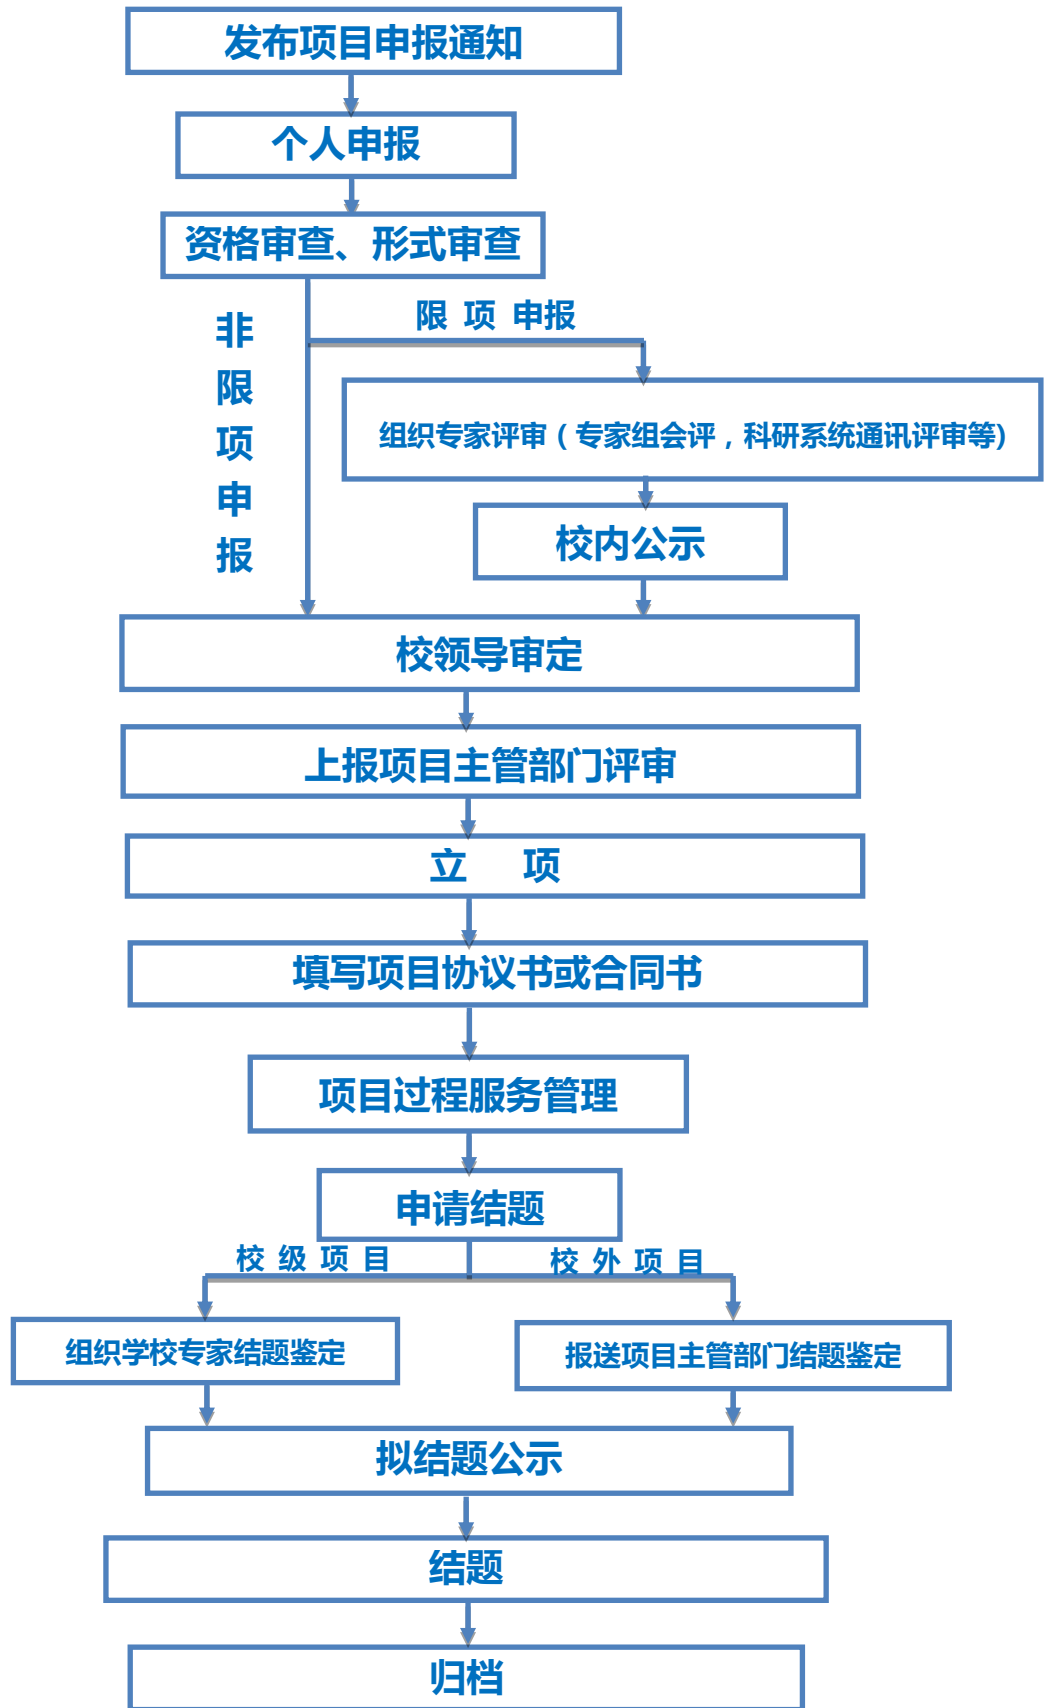 发布项目申报通知
个人申报
资格审查、形式审查
限 项 申报
非
限
项
申
报
组织专家评审（专家组会评，科研系统通讯评审等)
校内公示
校领导审定
上报项目主管部门评审
立 项
填写项目协议书或合同书
项目过程服务管理
申请结题
校 级 项 目
校 外 项 目
组织学校专家结题鉴定
报送项目主管部门结题鉴定
拟结题公示
结题
归档